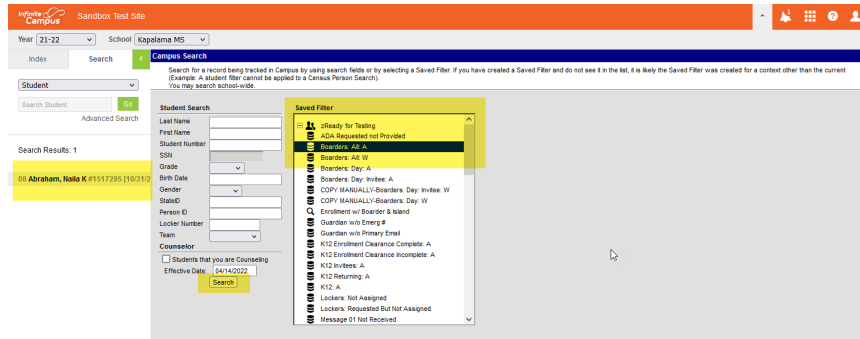 Infinite Campus Sandbox Test Site
Year 21-22 School Kapalama MS
Index Search
Student
Search Student Go
Advanced Search
Search Results: 1
08 Abraham, Naila K #1517295 [10/31/2
Campus Search
Search for a record being tracked in Campus by using search fields or by selecting a Saved Filter. If you have created a Saved Filter and do not see it in the list, it is likely the Saved Filter was created for a context other than the current
(Example: A student filter cannot be applied to a Census Person Search).
You may search school-wide.
Student Search
Last Name
First Name
Student Number
SSN
Grade
Birth Date
Gender
StateID
Person ID
Locker Number
Team
Counselor
Students that you are Counseling
Effective Date: 04/14/2022
Search
Saved Filter
zReady for Testing
ADA Requested not Provided
Boarders: All: A
Boarders: All: W
Boarders: Day: A
Boarders: Day: Invitee: A
COPY MANUALLY-Boarders: Day: Invitee: W
COPY MANUALLY-Boarders: Day: W
Enrollment w/ Boarder & Island
Guardian w/o Emerg #
Guardian w/o Primary Email
K12 Enrollment Clearance Complete: A
K12 Enrollment Clearance Incomplete: A
K12 Invitees: A
K12 Returning: A
K12: A
Lockers: Not Assigned
Lockers: Requested But Not Assigned
Message 01 Not Received